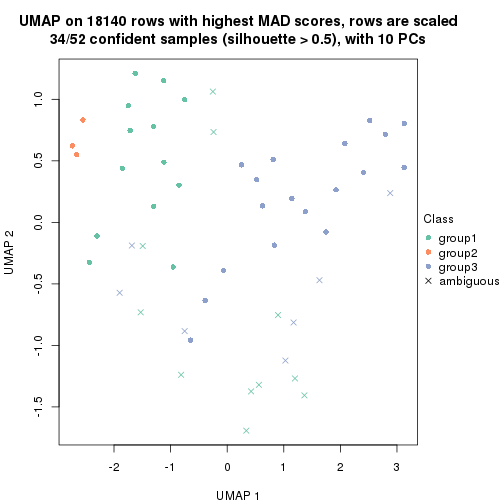 UMAP on 18140 rows with highest MAD scores, rows are scaled
34/52 confident samples (silhouette > 0.5), with 10 PCs
1.0
0.5
0.0
-0.5
-1.0
-1.5
UMAP 2
-2
-1
0
1
2
3
UMAP 1
Class
group1
group2
group3
ambiguous